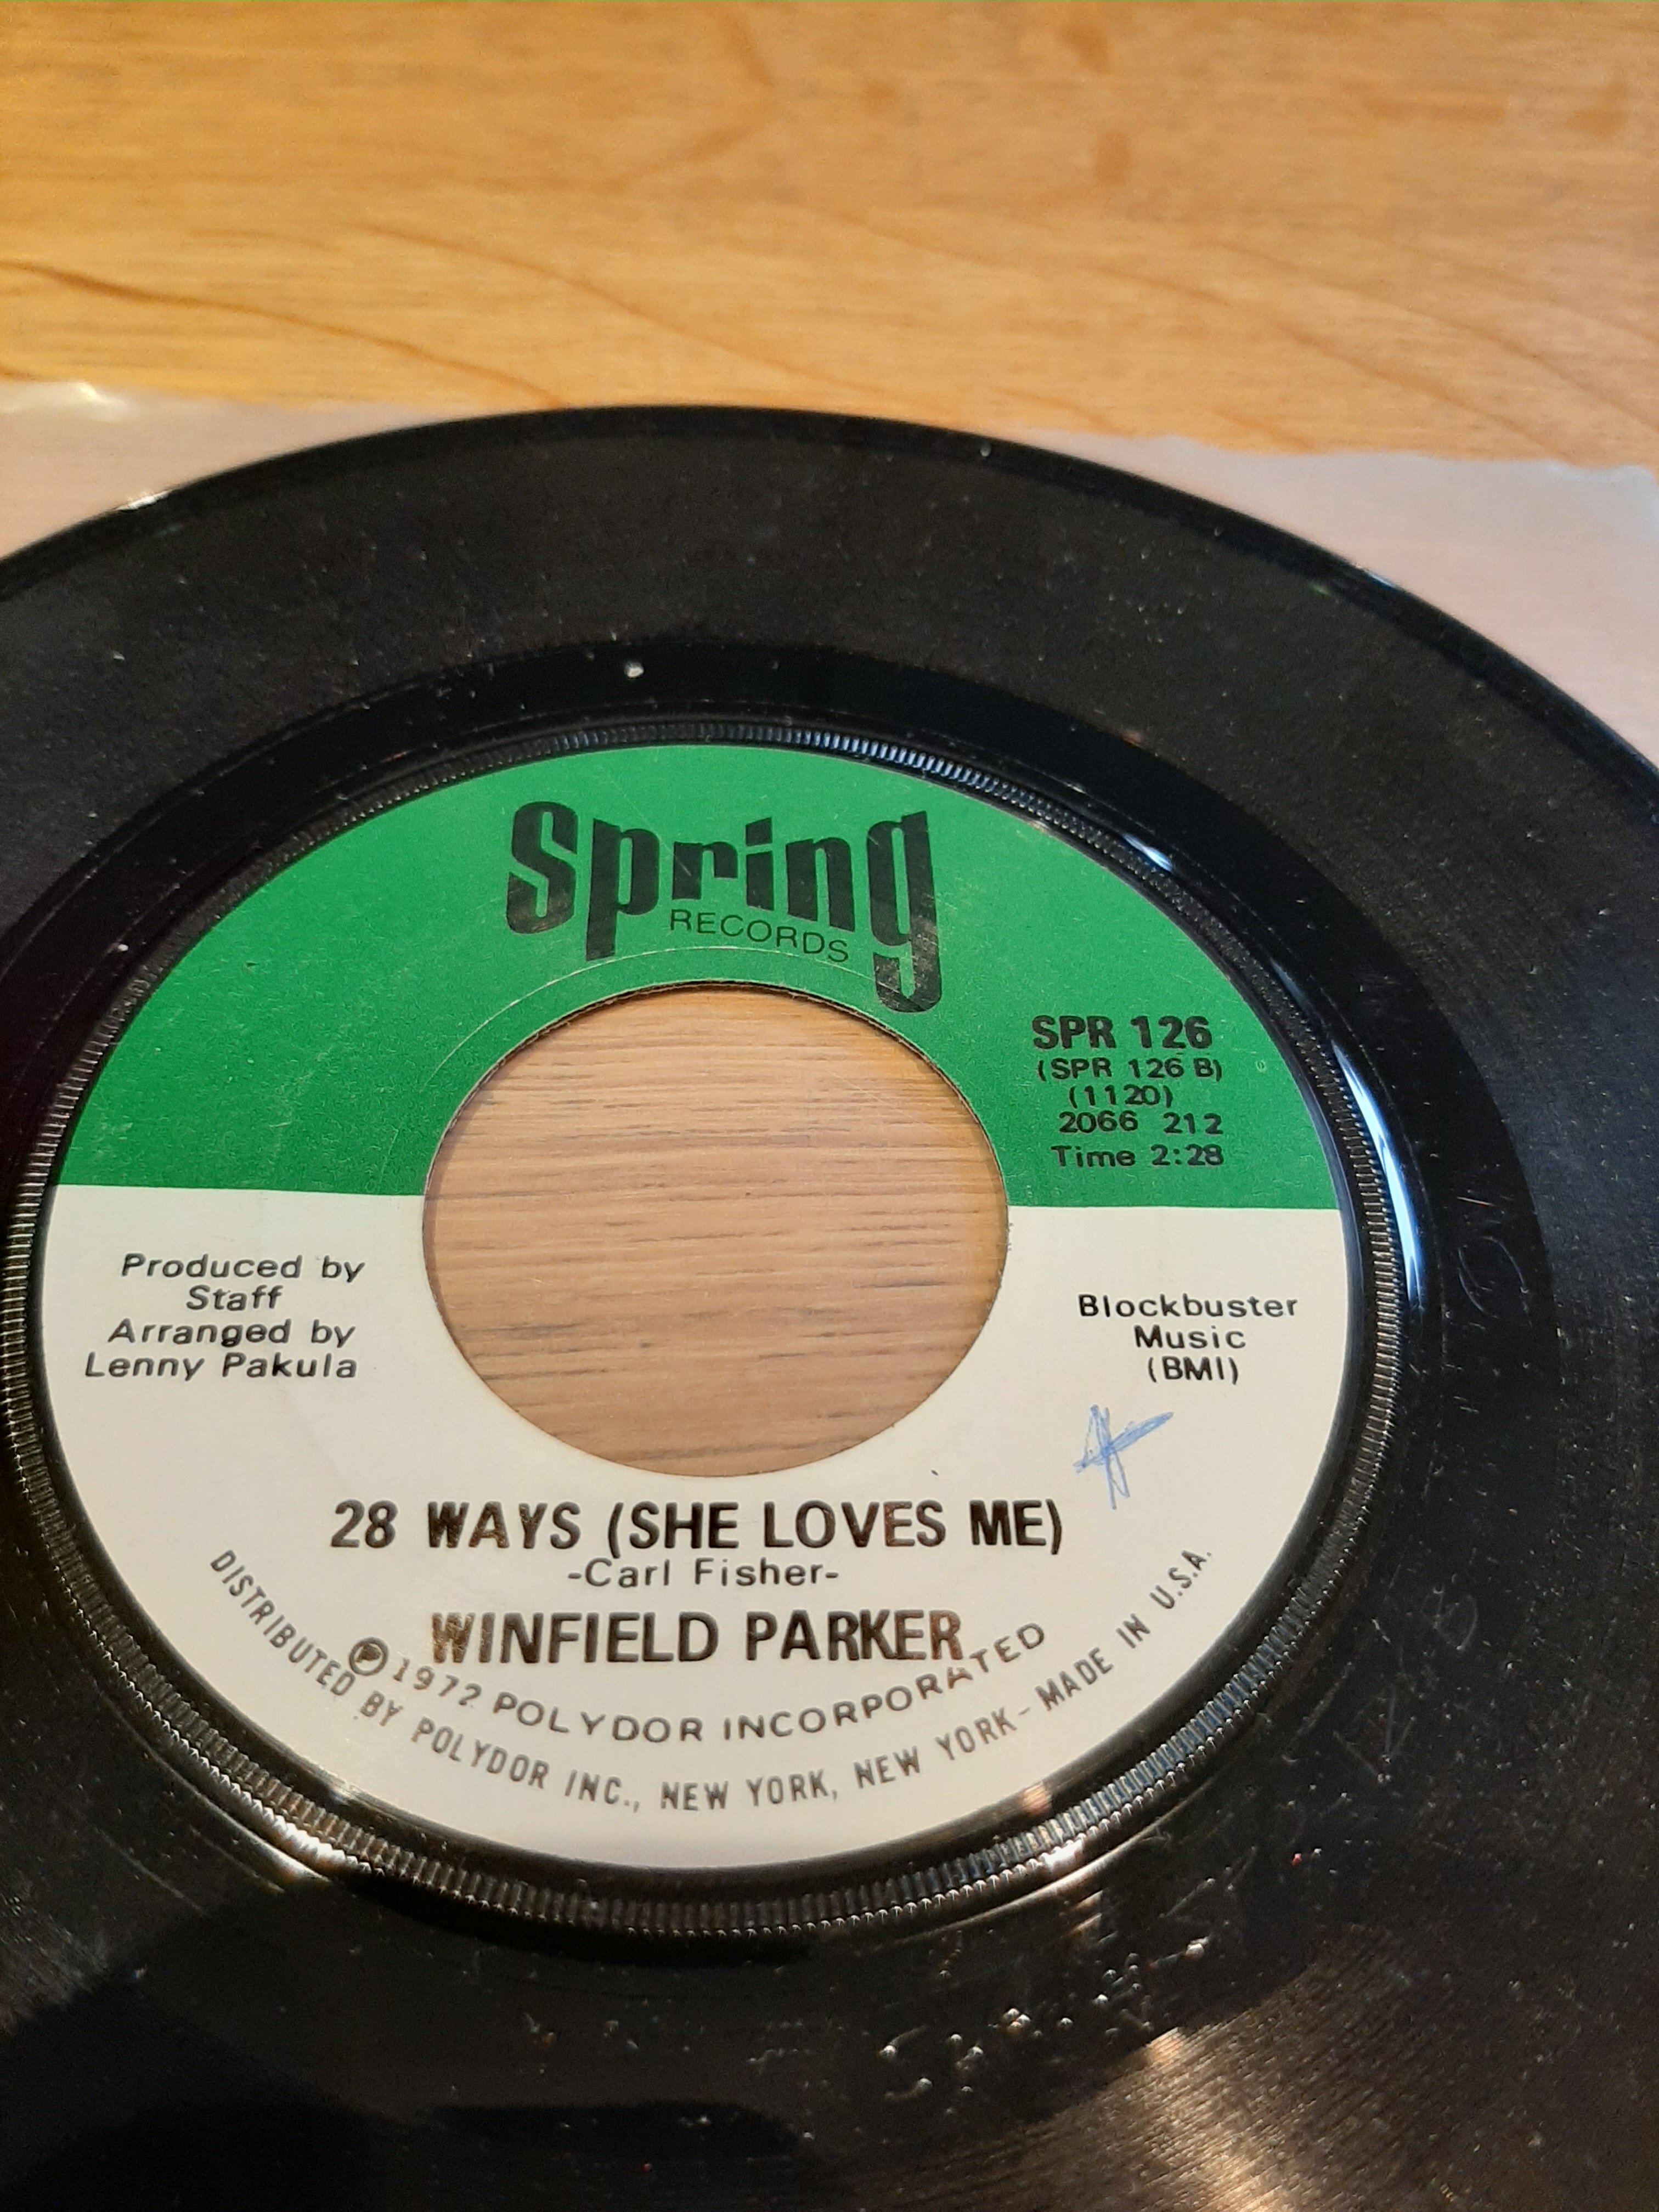 Spring
RECORDS
SPR 126
(SPR 126 B)
(1120)
2066 212
Time 2:28
Produced by
Staff
Arranged by
Lenny Pakula
Blockbuster
Music
(BMI)
28 WAYS (SHE LOVES ME)
-Carl Fisher-
WINFIELD PARKER
Ⓟ 1972 POLYDOR INCORPORATED
DISTRIBUTED BY POLYDOR INC., NEW YORK, NEW YORK - MADE IN U.S.A.